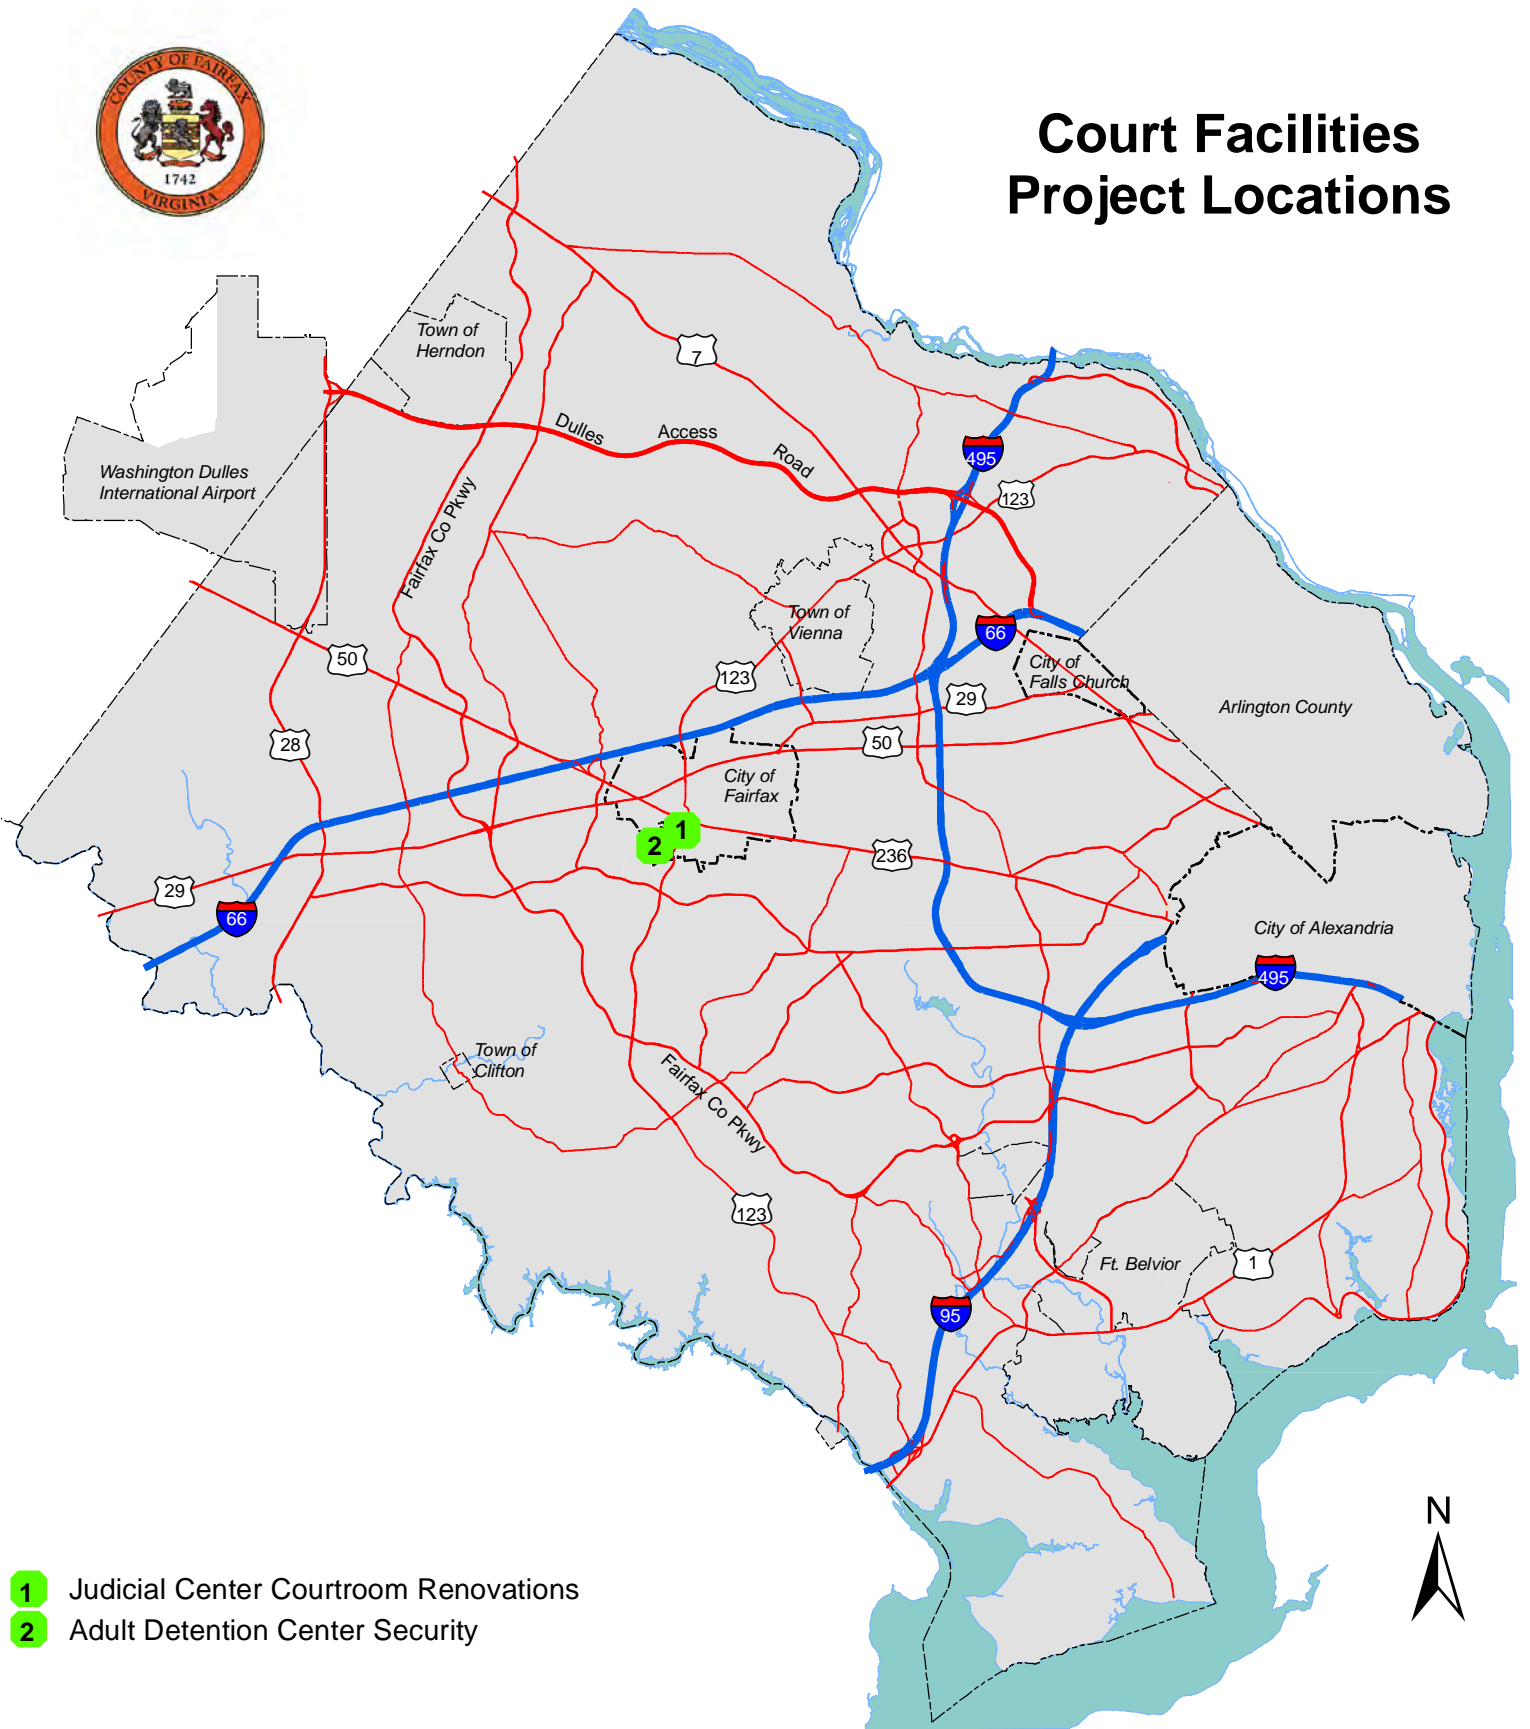 COUNTY OF FAIRFAX
1742
VIRGINIA
Court Facilities
Project Locations
Town of
Herndon
7
Dulles Access Road
495
123
Washington Dulles
International Airport
Fairfax Co Pkwy
Town of
Vienna
66
50
123
City of
Falls Church
29
Arlington County
28
50
City of
Fairfax
1
2
236
29
66
City of Alexandria
495
Town of
Clifton
Fairfax Co Pkwy
123
Ft. Belvior
1
95
N
1 Judicial Center Courtroom Renovations
2 Adult Detention Center Security